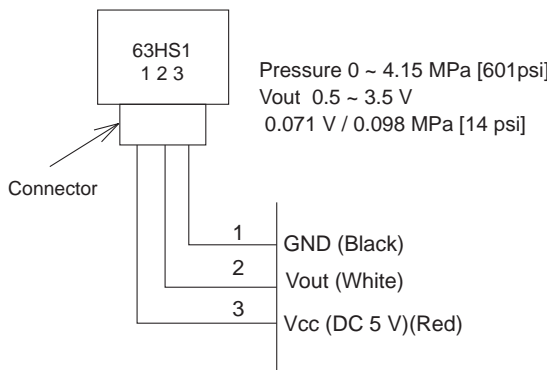 63HS1
1 2 3
Pressure 0 ~ 4.15 MPa [601psi]
Vout 0.5 ~ 3.5 V
0.071 V / 0.098 MPa [14 psi]
Connector
1
GND (Black)
2
Vout (White)
3
Vcc (DC 5 V)(Red)